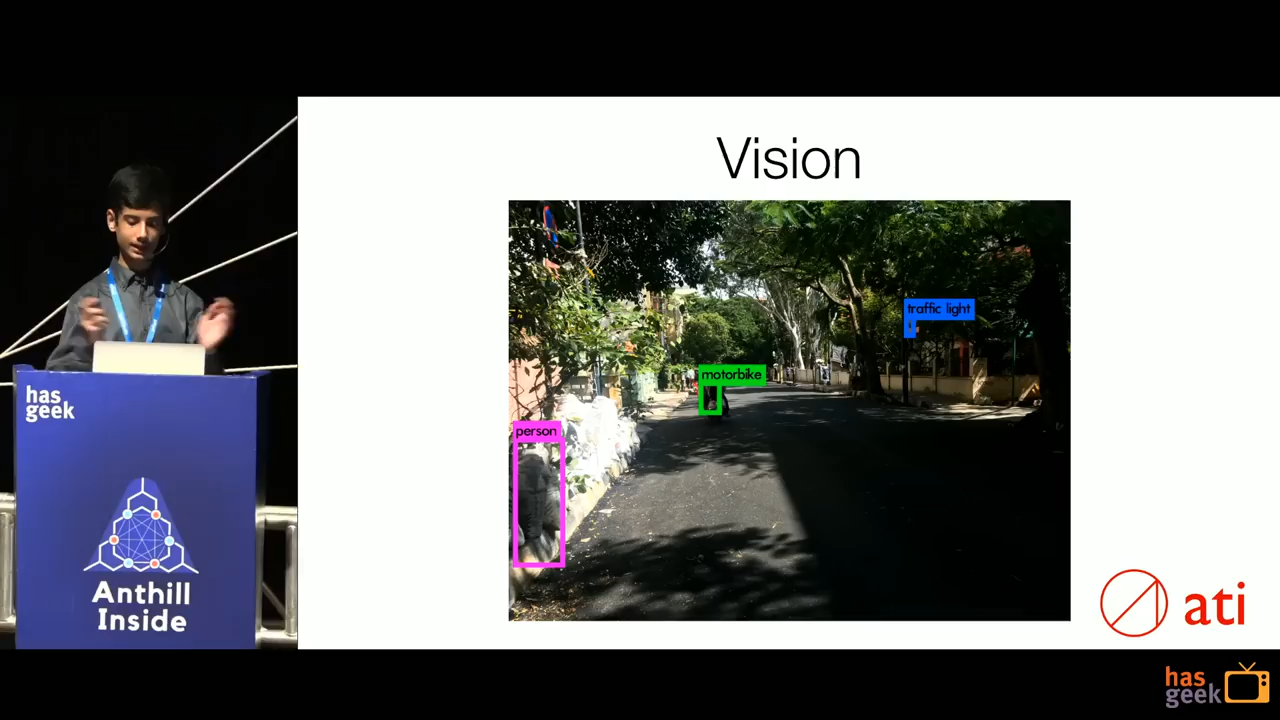 Vision
traffic light
motorbike
person
has
geek
Anthill
Inside
ati
has
geek